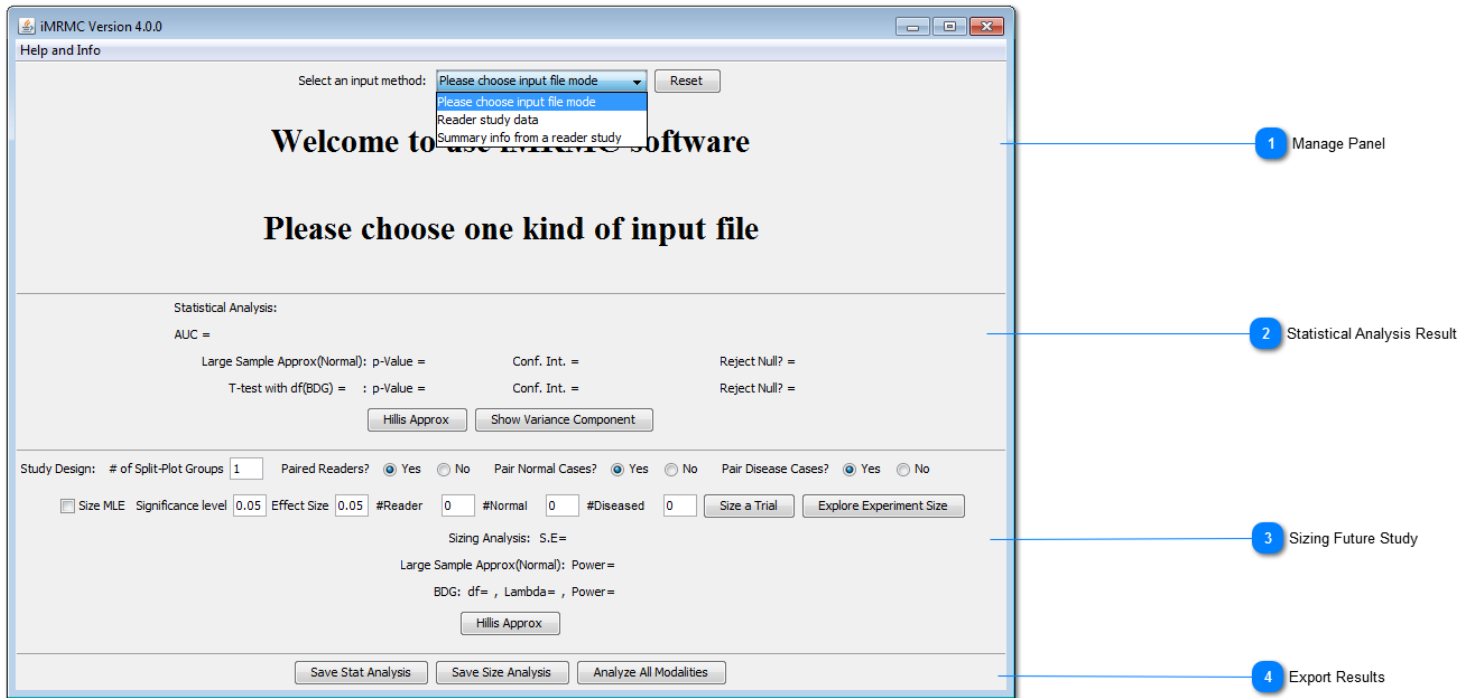 iMRMC Version 4.0.0
Help and Info
Select an input method: Please choose input file mode Reset
Please choose input file mode
Reader study data
Summary info from a reader study
Welcome to use iMRMC software
1 Manage Panel
Please choose one kind of input file
Statistical Analysis:
AUC =
2 Statistical Analysis Result
Large Sample Approx(Normal): p-Value = Conf. Int. = Reject Null? =
T-test with df(BDG) = : p-Value = Conf. Int. = Reject Null? =
Hillis Approx Show Variance Component
Study Design: # of Split-Plot Groups 1 Paired Readers? Yes No Pair Normal Cases? Yes No Pair Disease Cases? Yes No
Size MLE Significance level 0.05 Effect Size 0.05 #Reader 0 #Normal 0 #Diseased 0 Size a Trial Explore Experiment Size
Sizing Analysis: S.E=
3 Sizing Future Study
Large Sample Approx(Normal): Power=
BDG: df= , Lambda= , Power=
Hillis Approx
Save Stat Analysis Save Size Analysis Analyze All Modalities
4 Export Results